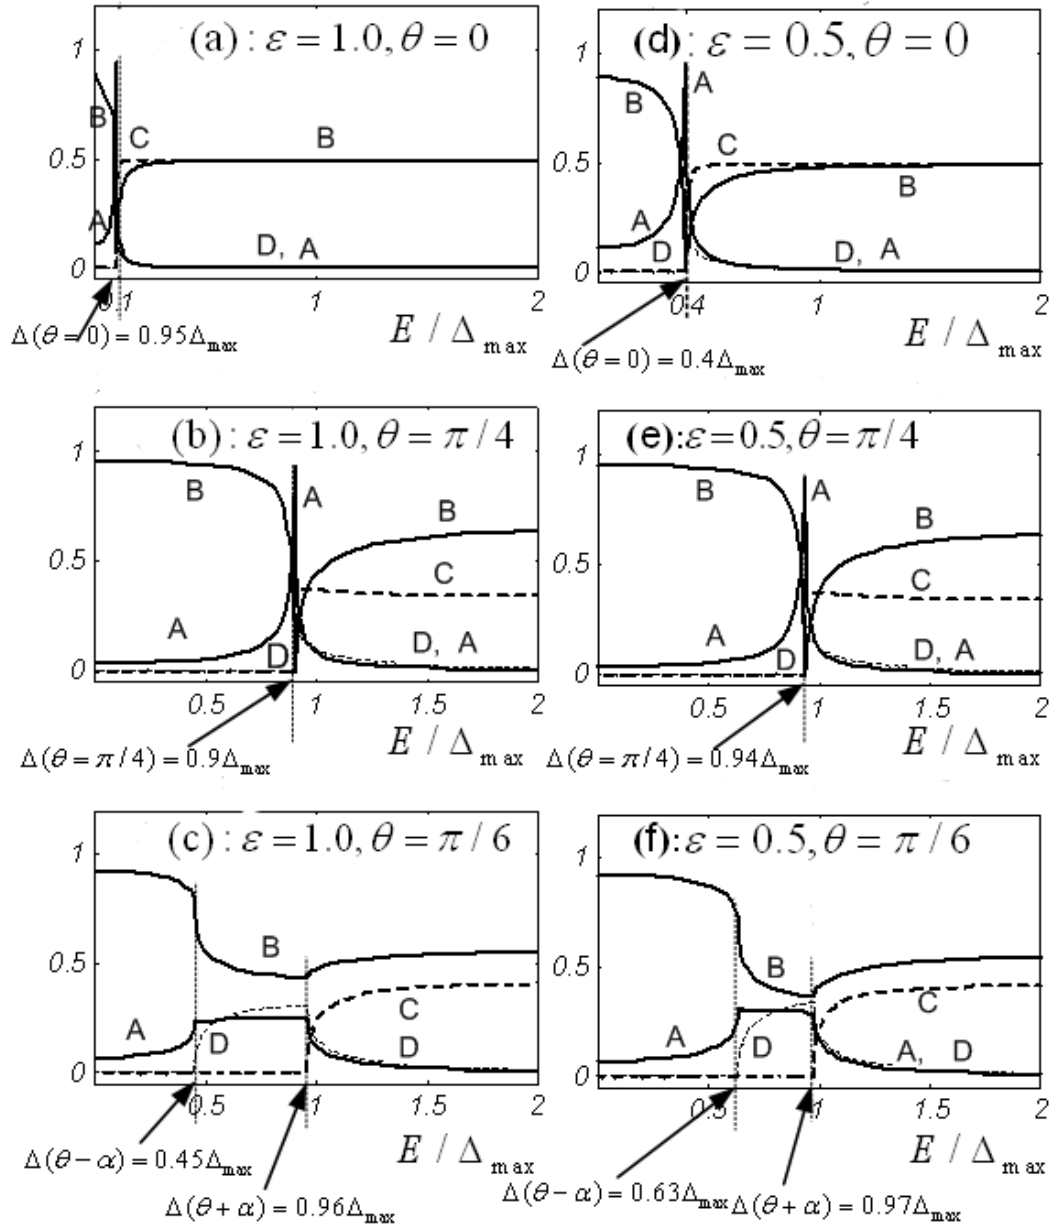 (a) : ε = 1.0, θ = 0
1
B
C
B
0.5
A
D, A
0
0.1
1
2
Δ(θ = 0) = 0.95Δmax
E / Δmax
(d) : ε = 0.5, θ = 0
1
A
B
C
0.5
B
A
D
D, A
0
0.4
1
2
Δ(θ = 0) = 0.4Δmax
E / Δmax
(b) : ε = 1.0, θ = π / 4
1
B
A
B
0.5
C
A
D
D, A
0
0.5
1
1.5
2
Δ(θ = π/4) = 0.9Δmax
E / Δmax
(e):ε = 0.5, θ = π / 4
1
B
A
B
0.5
C
A
D
D, A
0
0.5
1
1.5
2
Δ(θ = π/4) = 0.94Δmax
E / Δmax
(c) : ε = 1.0, θ = π / 6
1
B
0.5
C
A
D
D
0
0.5
1
1.5
2
Δ(θ − α) = 0.45Δmax
Δ(θ + α) = 0.96Δmax
E / Δmax
(f):ε = 0.5, θ = π / 6
1
B
0.5
C
A
D
A, D
0
0.5
1
1.5
2
Δ(θ − α) = 0.63Δmax
Δ(θ + α) = 0.97Δmax
E / Δmax